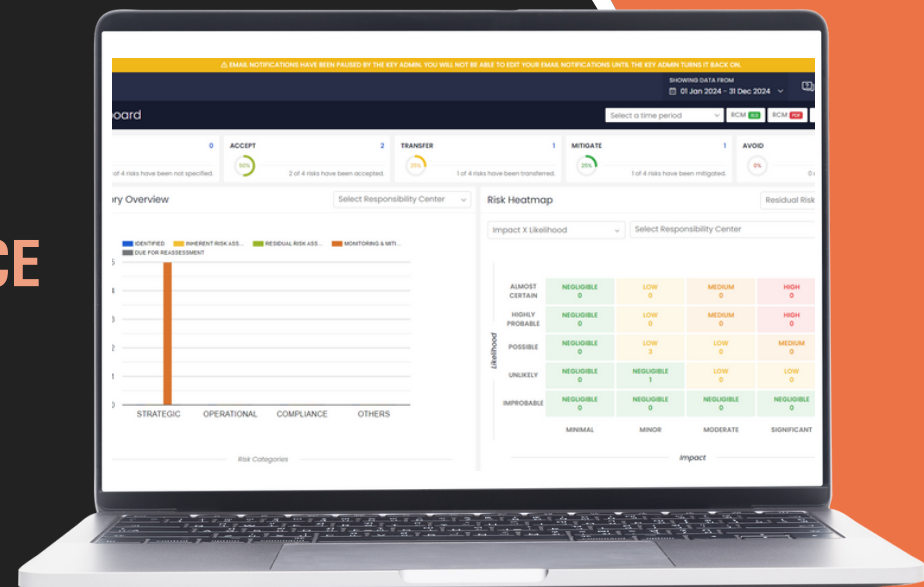 ⚠ EMAIL NOTIFICATIONS HAVE BEEN PAUSED BY THE KEY ADMIN. YOU WILL NOT BE ABLE TO EDIT YOUR EMAIL NOTIFICATIONS UNTIL THE KEY ADMIN TURNS IT BACK ON.
SHOWING DATA FROM
01 Jan 2024 - 31 Dec 2024
oard
Select a time period
RCM
RCM PDF
0
ACCEPT 2
TRANSFER 1
MITIGATE 1
AVOID
50%
25%
25%
0%
of 4 risks have been not specified.
2 of 4 risks have been accepted.
1 of 4 risks have been transferred.
1 of 4 risks have been mitigated.
ry Overview
Select Responsibility Center
Risk Heatmap
Residual Risk
Impact X Likelihood
Select Responsibility Center
CE
IDENTIFIED INHERENT RISK ASS... RESIDUAL RISK ASS... MONITORING & MITI...
DUE FOR REASSESSMENT
5
4
3
2
1
0
STRATEGIC OPERATIONAL COMPLIANCE OTHERS
Risk Categories
Likelihood
ALMOST CERTAIN
NEGLIGIBLE LOW MEDIUM HIGH
0 0 0 0
HIGHLY PROBABLE
NEGLIGIBLE LOW MEDIUM HIGH
0 0 0 0
POSSIBLE
NEGLIGIBLE LOW LOW MEDIUM
0 3 0 0
UNLIKELY
NEGLIGIBLE NEGLIGIBLE LOW LOW
0 1 0 0
IMPROBABLE
NEGLIGIBLE NEGLIGIBLE NEGLIGIBLE NEGLIGIBLE
0 0 0 0
MINIMAL MINOR MODERATE SIGNIFICANT
Impact